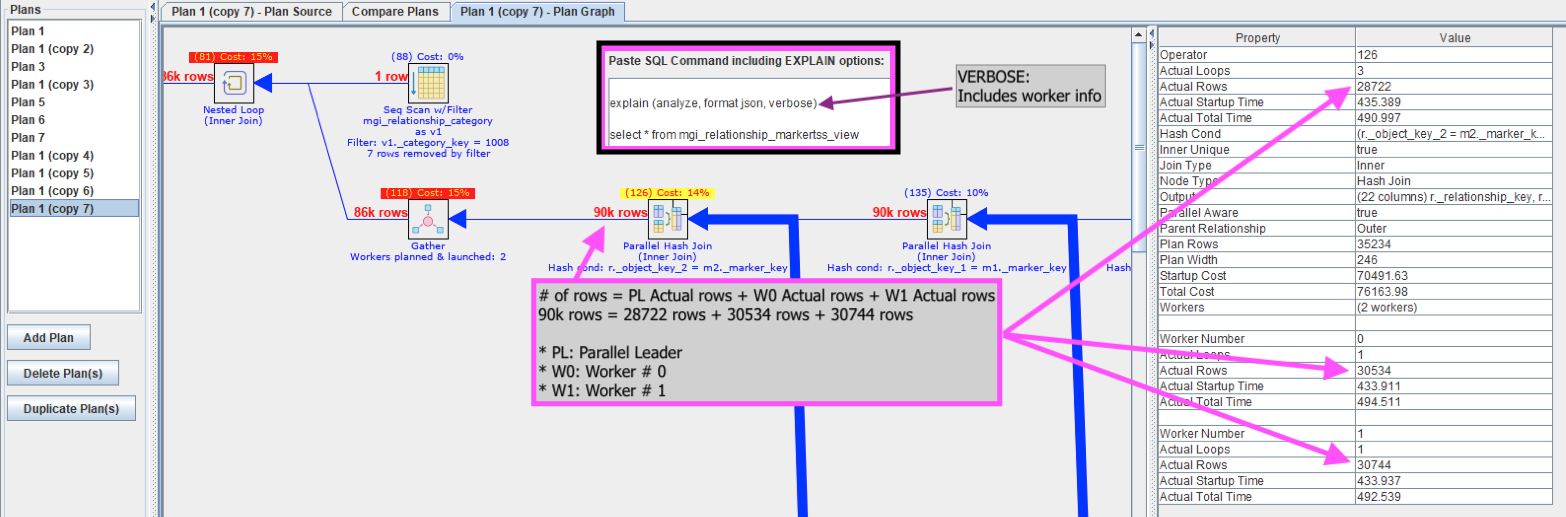 Plans
Plan 1
Plan 1 (copy 2)
Plan 3
Plan 1 (copy 3)
Plan 5
Plan 6
Plan 7
Plan 1 (copy 4)
Plan 1 (copy 5)
Plan 1 (copy 6)
Plan 1 (copy 7)
Add Plan
Delete Plan(s)
Duplicate Plan(s)
Plan 1 (copy 7) - Plan Source
Compare Plans
Plan 1 (copy 7) - Plan Graph
(81) Cost: 15%
86k rows
Nested Loop
(Inner Join)
(88) Cost: 0%
1 row
Seq Scan w/Filter
mgi_relationship_category
as v1
Filter: v1._category_key = 1008
7 rows removed by filter
Paste SQL Command including EXPLAIN options:
explain (analyze, format json, verbose)
select * from mgi_relationship_markertss_view
VERBOSE:
Includes worker info
(118) Cost: 15%
86k rows
Gather
Workers planned & launched: 2
(126) Cost: 14%
90k rows
Parallel Hash Join
(Inner Join)
Hash cond: r._object_key_2 = m2._marker_key
(135) Cost: 10%
90k rows
Parallel Hash Join
(Inner Join)
Hash cond: r._object_key_1 = m1._marker_key
Hash
# of rows = PL Actual rows + W0 Actual rows + W1 Actual rows
90k rows = 28722 rows + 30534 rows + 30744 rows
* PL: Parallel Leader
* W0: Worker # 0
* W1: Worker # 1
Property Value
Operator 126
Actual Loops 3
Actual Rows 28722
Actual Startup Time 435.389
Actual Total Time 490.997
Hash Cond (r._object_key_2 = m2._marker_k...
Inner Unique true
Join Type Inner
Node Type Hash Join
Output (22 columns) r._relationship_key, r...
Parallel Aware true
Parent Relationship Outer
Plan Rows 35234
Plan Width 246
Startup Cost 70491.63
Total Cost 76163.98
Workers (2 workers)
Worker Number 0
Actual Loops 1
Actual Rows 30534
Actual Startup Time 433.911
Actual Total Time 494.511
Worker Number 1
Actual Loops 1
Actual Rows 30744
Actual Startup Time 433.937
Actual Total Time 492.539